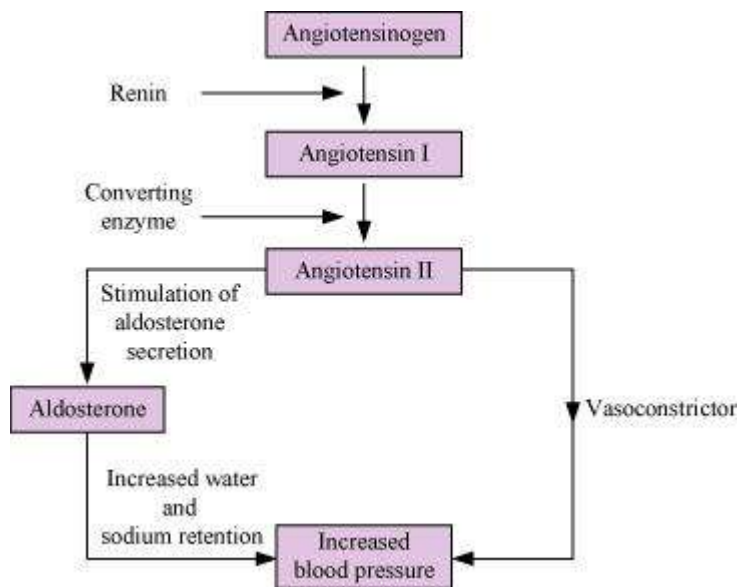 Angiotensinogen
Renin
Angiotensin I
Converting
enzyme
Angiotensin II
Stimulation of
aldosterone
secretion
Aldosterone
Vasoconstrictor
Increased water
and
sodium retention
Increased
blood pressure